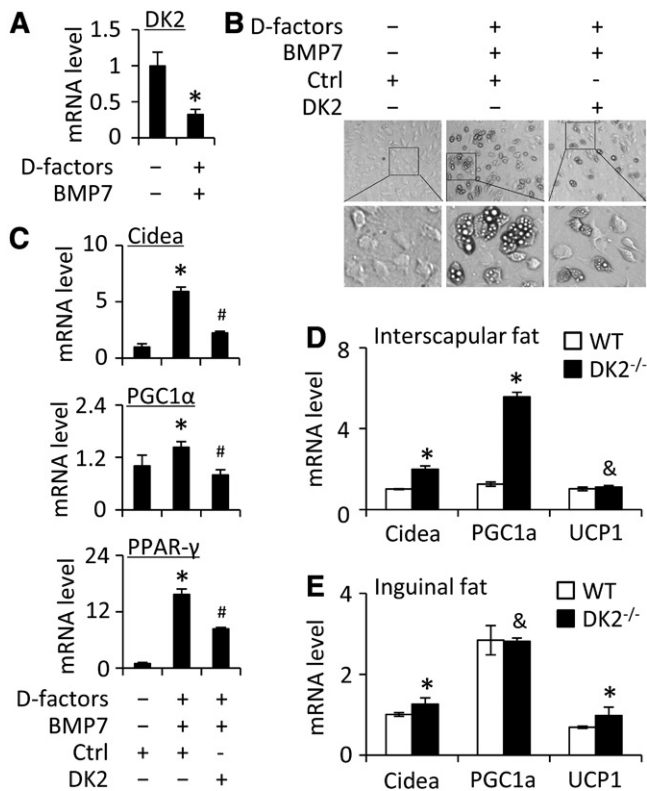 A
DK2
mRNA level
1.5
1
0.5
0
*
D-factors – +
BMP7 – +
B
D-factors – + +
BMP7 – + +
Ctrl + + -
DK2 – – +
C
Cidea
mRNA level
10
5
0
*
#
PGC1α
mRNA level
2.4
1.2
0
*
#
PPAR-γ
mRNA level
24
12
0
*
#
D-factors – + +
BMP7 – + +
Ctrl + + -
DK2 – – +
D
Interscapular fat
WT
DK2-/-
mRNA level
8
4
0
*
*
&
Cidea PGC1a UCP1
E
Inguinal fat
WT
DK2-/-
mRNA level
4
2
0
*
&
*
Cidea PGC1a UCP1